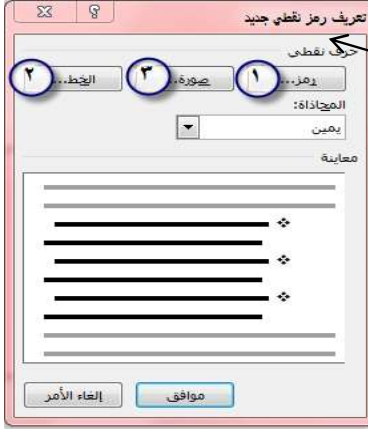 تعريف رمز نقطي جديد
حرف نقطي
رمز... ١ صورة... ٣ الخط... ٢
المحاذاة:
يمين
معاينة
موافق إلغاء الأمر